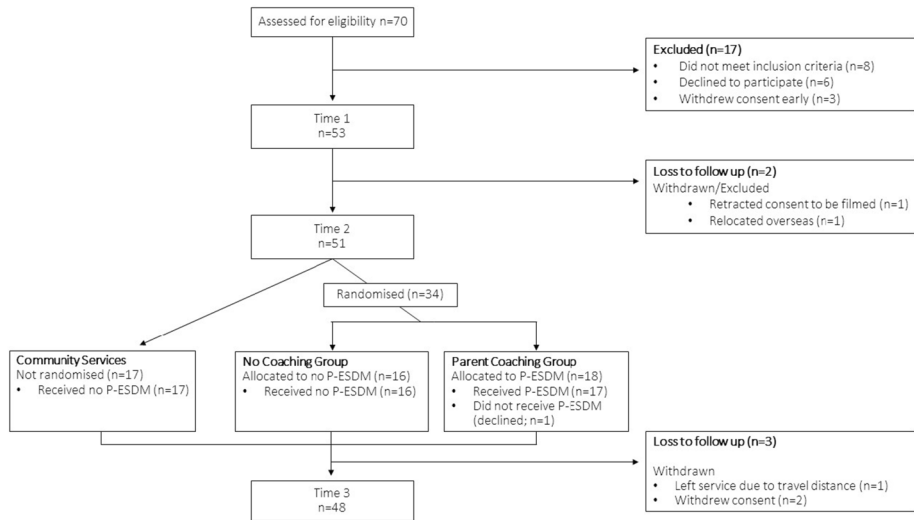 Assessed for eligibility n=70
Excluded (n=17)
• Did not meet inclusion criteria (n=8)
• Declined to participate (n=6)
• Withdrew consent early (n=3)
Time 1
n=53
Loss to follow up (n=2)
Withdrawn/Excluded
• Retracted consent to be filmed (n=1)
• Relocated overseas (n=1)
Time 2
n=51
Randomised (n=34)
Community Services
Not randomised (n=17)
• Received no P-ESDM (n=17)
No Coaching Group
Allocated to no P-ESDM (n=16)
• Received no P-ESDM (n=16)
Parent Coaching Group
Allocated to P-ESDM (n=18)
• Received P-ESDM (n=17)
• Did not receive P-ESDM
(declined; n=1)
Loss to follow up (n=3)
Withdrawn
• Left service due to travel distance (n=1)
• Withdrew consent (n=2)
Time 3
n=48